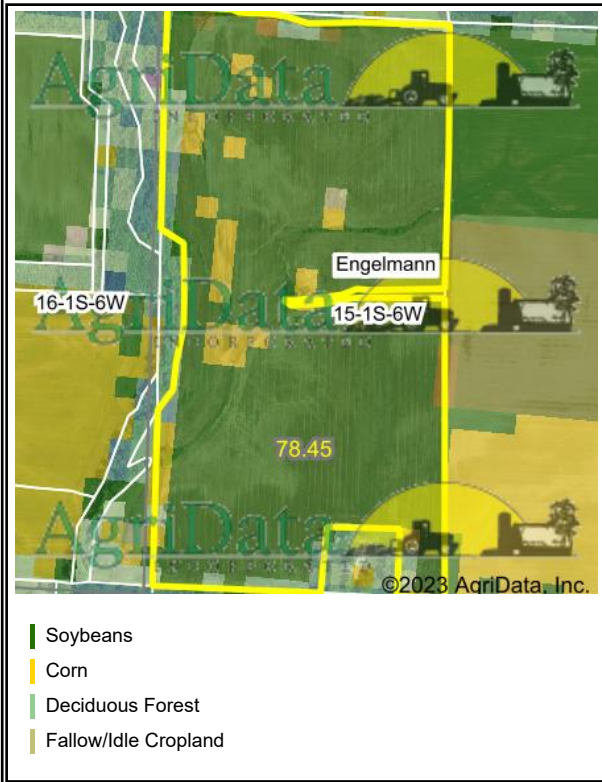 AgriData
INCORPORATED
Engelmann
16-1S-6W
15-1S-6W
AgriData
INCORPORATED
78.45
AgriData
INCORPORATED
©2023 AgriData, Inc.
Soybeans
Corn
Deciduous Forest
Fallow/Idle Cropland